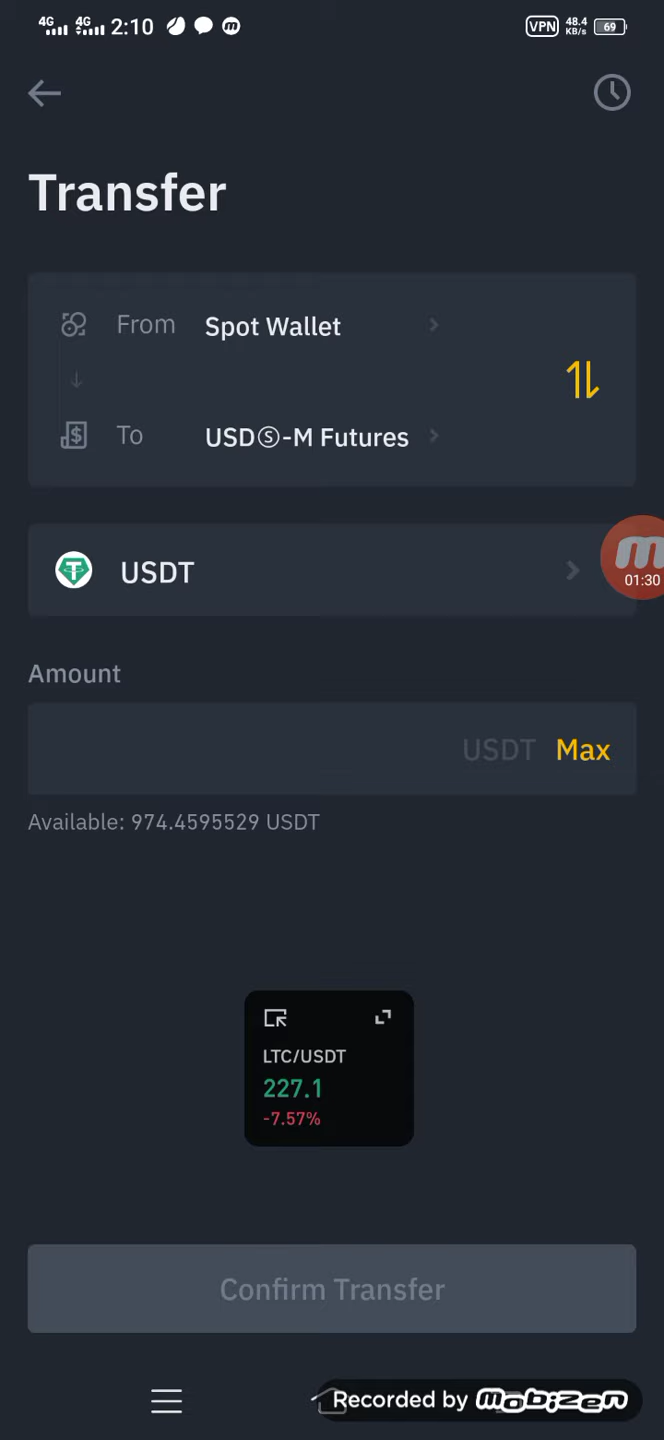 4G 4G 2:10 VPN 48.4 KB/s 69
Transfer
From Spot Wallet
To USDⓈ-M Futures
USDT
01:30
Amount
USDT Max
Available: 974.4595529 USDT
LTC/USDT
227.1
-7.57%
Confirm Transfer
Recorded by mobizen